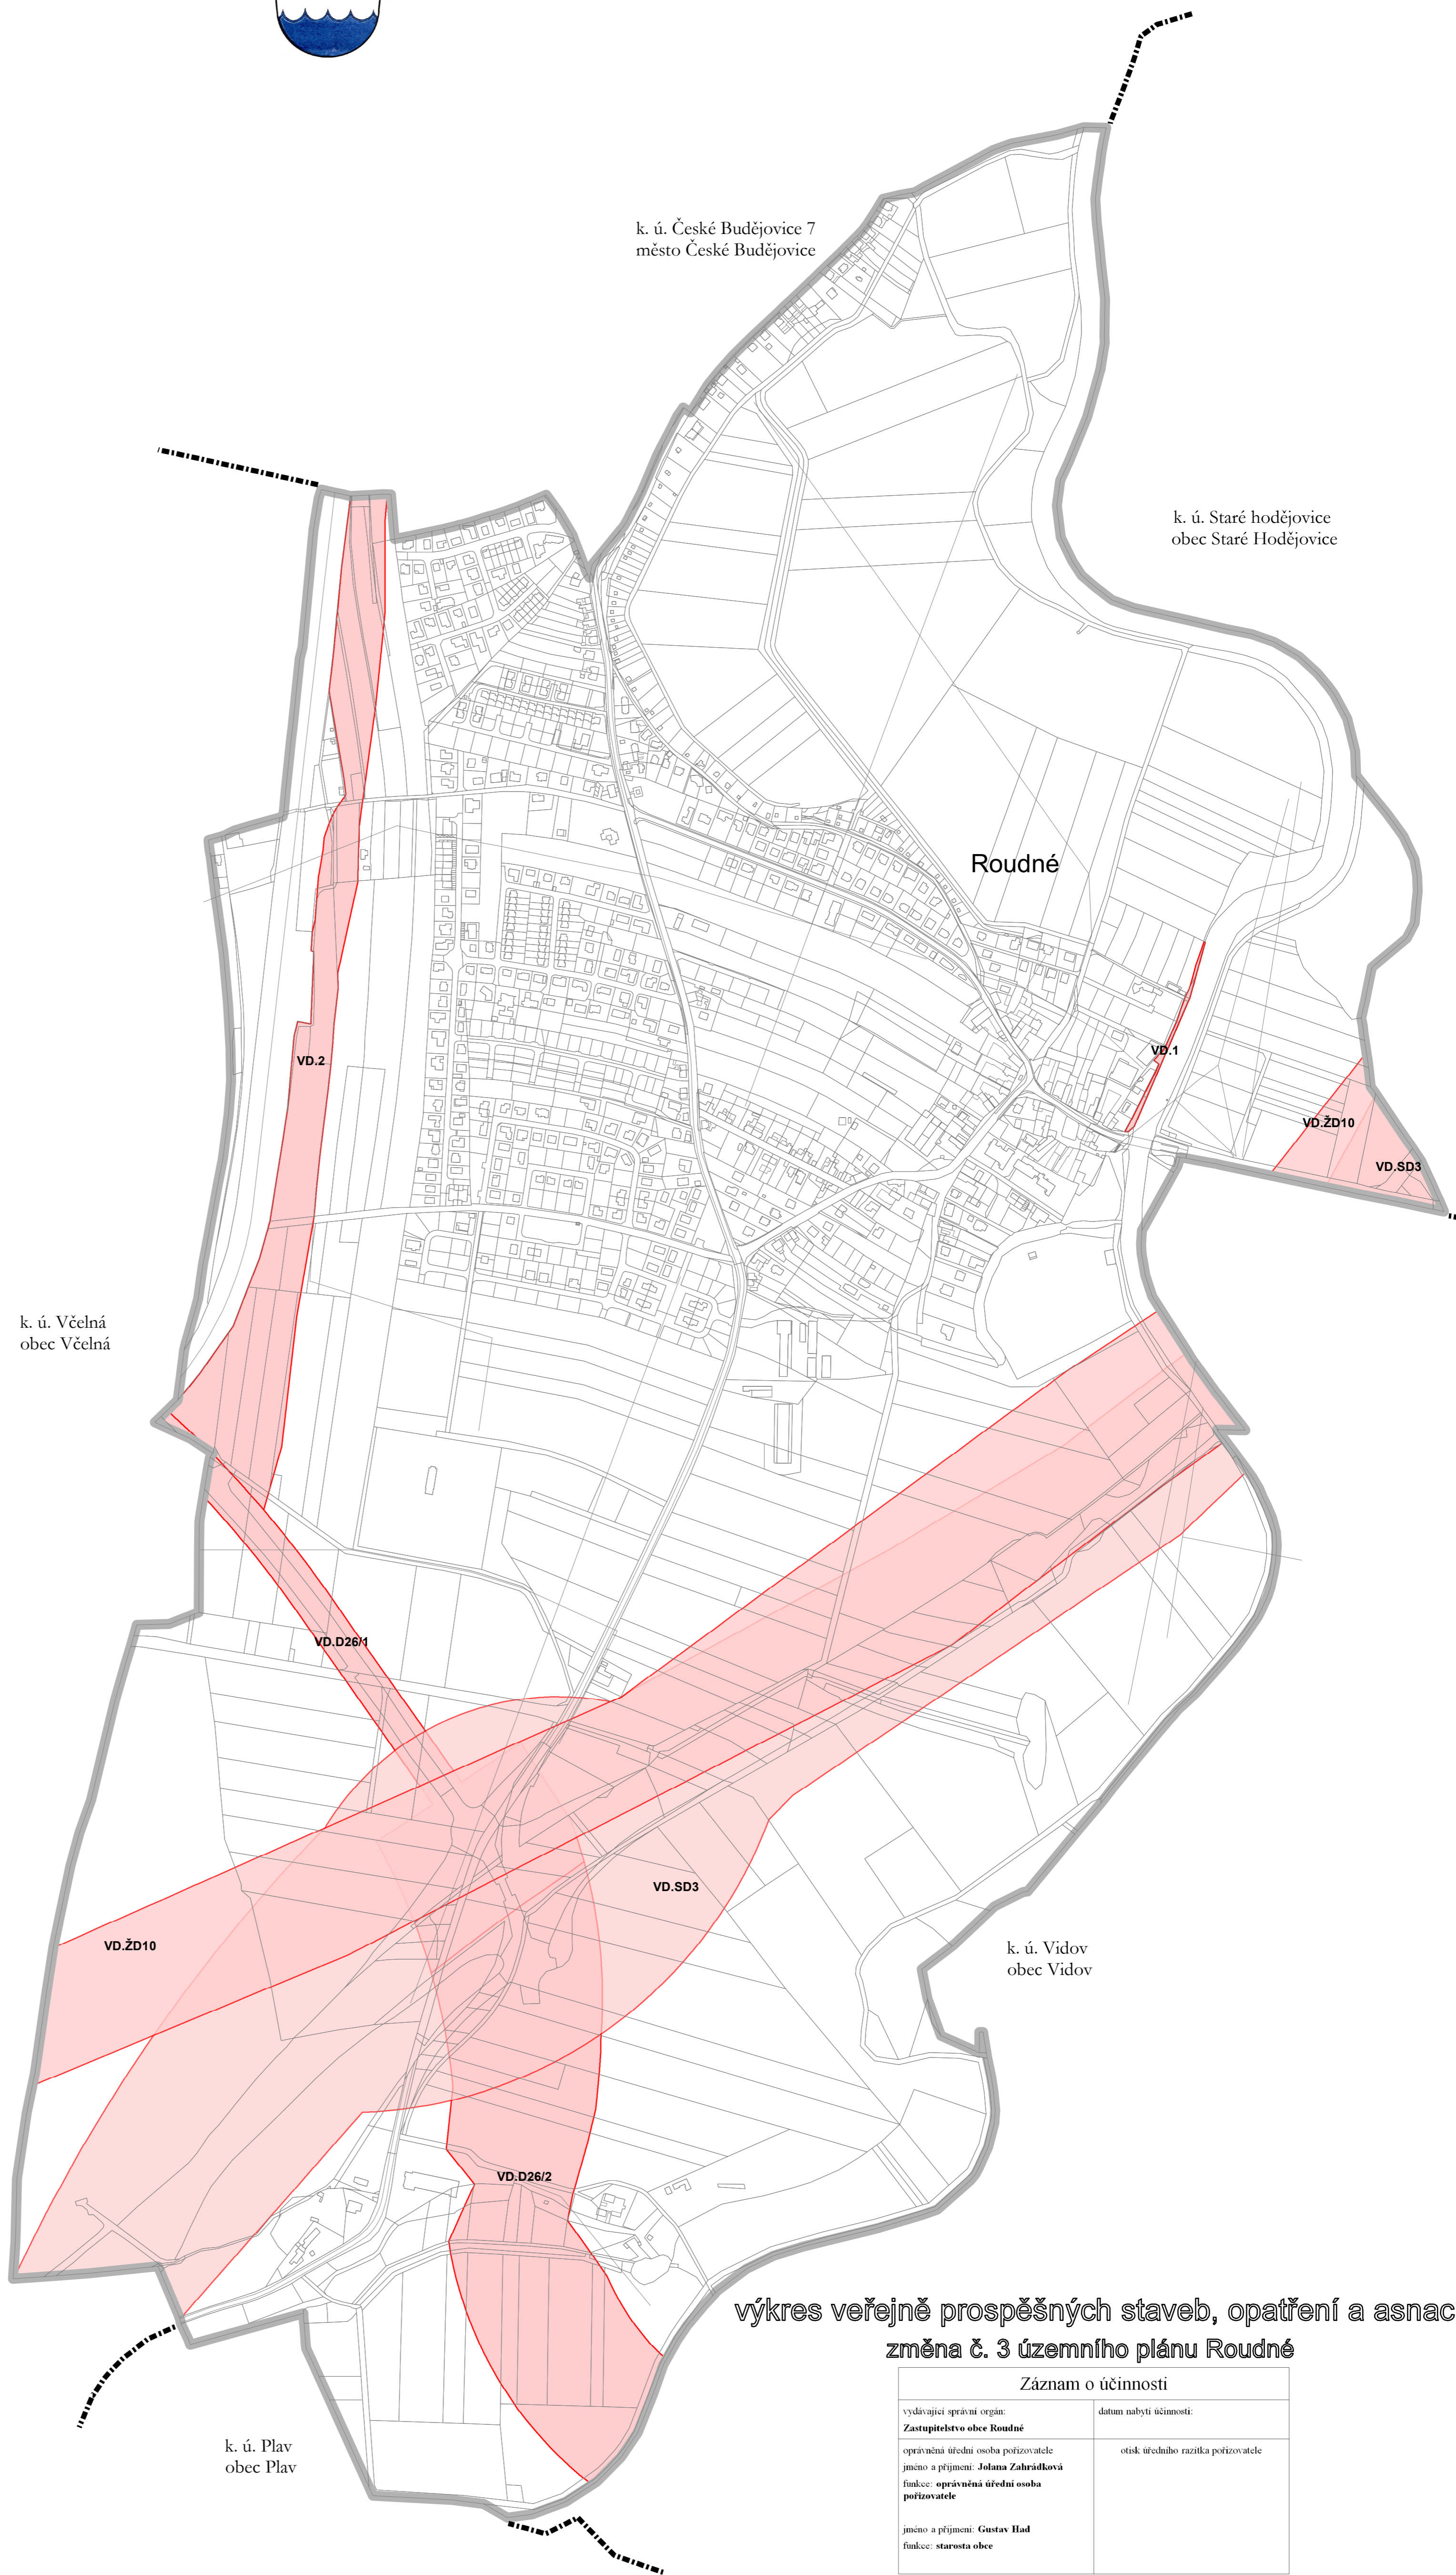 k. ú. České Budějovice 7
město České Budějovice
k. ú. Staré hodějovice
obec Staré Hodějovice
Roudné
VD.2
VD.1
VD.ŽD10
VD.SD3
k. ú. Včelná
obec Včelná
VD.D26/1
VD.SD3
VD.ŽD10
k. ú. Vidov
obec Vidov
VD.D26/2
výkres veřejně prospěšných staveb, opatření a asnac
změna č. 3 územního plánu Roudné
Záznam o účinnosti
vydávající správní orgán:
Zastupitelstvo obce Roudné
datum nabytí účinnosti:
oprávněná úřední osoba pořizovatele
jméno a příjmení: Jolana Zahrádková
funkce: oprávněná úřední osoba
pořizovatele
jméno a příjmení: Gustav Had
funkce: starosta obce
otisk úředního razítka pořizovatele
k. ú. Plav
obec Plav